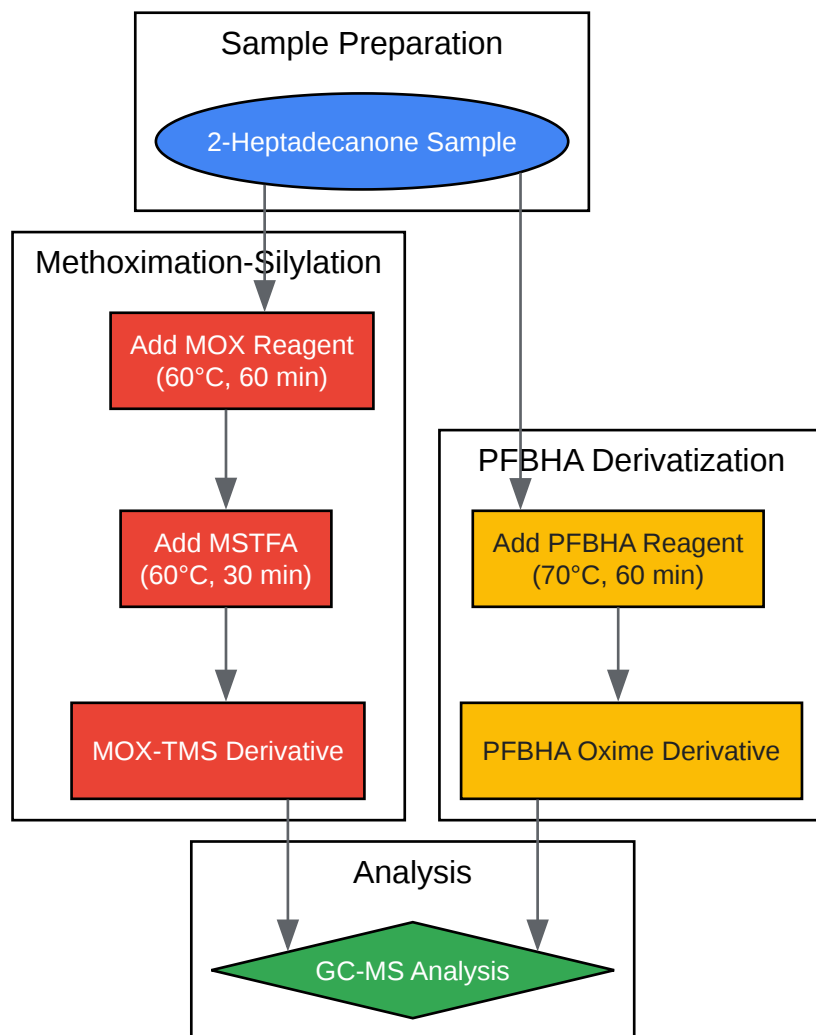 Sample Preparation
2-Heptadecanone Sample
Methoximation-Silylation
Add MOX Reagent
(60°C, 60 min)
Add MSTFA
(60°C, 30 min)
MOX-TMS Derivative
PFBHA Derivatization
Add PFBHA Reagent
(70°C, 60 min)
PFBHA Oxime Derivative
Analysis
GC-MS Analysis